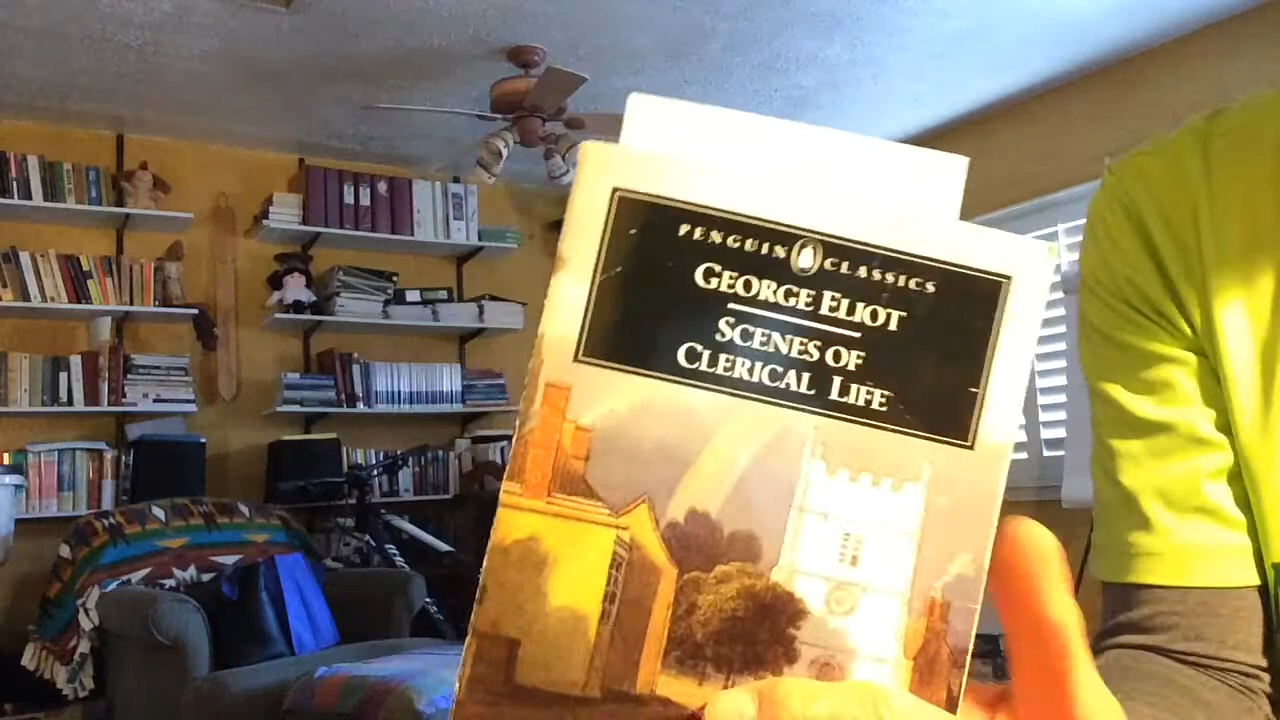 PENGUIN CLASSICS
GEORGE ELIOT
SCENES OF
CLERICAL LIFE